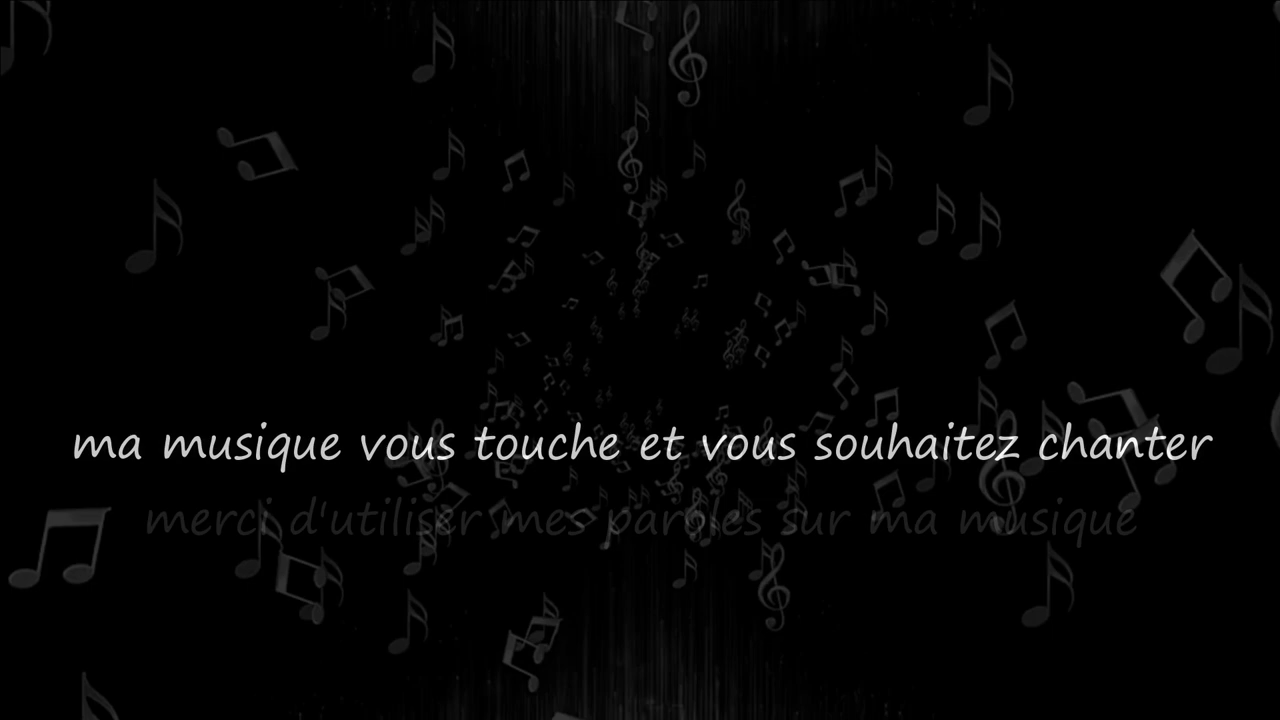 ma musique vous touche et vous souhaitez chanter
merci d'utiliser mes paroles sur ma musique